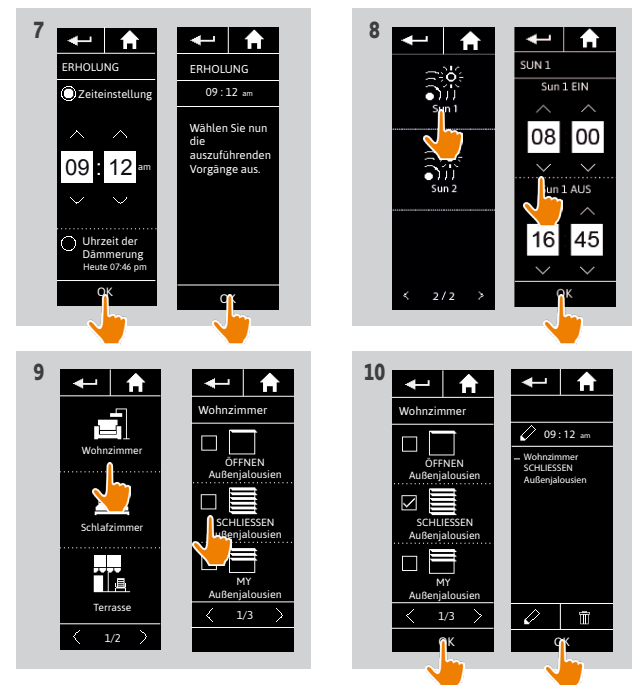 7
ERHOLUNG
Zeiteinstellung
09 : 12 am
Uhrzeit der
Dämmerung
Heute 07:46 pm
OK
ERHOLUNG
09 : 12 am
Wählen Sie nun
die
auszuführenden
Vorgänge aus.
OK
8
Sun 1
Sun 2
2 / 2
SUN 1
Sun 1 EIN
08 00
Sun 1 AUS
16 45
OK
9
Wohnzimmer
Schlafzimmer
Terrasse
1/2
Wohnzimmer
ÖFFNEN
Außenjalousien
SCHLIESSEN
Außenjalousien
MY
Außenjalousien
1/3
10
Wohnzimmer
ÖFFNEN
Außenjalousien
SCHLIESSEN
Außenjalousien
MY
Außenjalousien
1/3
OK
09 : 12 am
– Wohnzimmer
SCHLIESSEN
Außenjalousien
OK